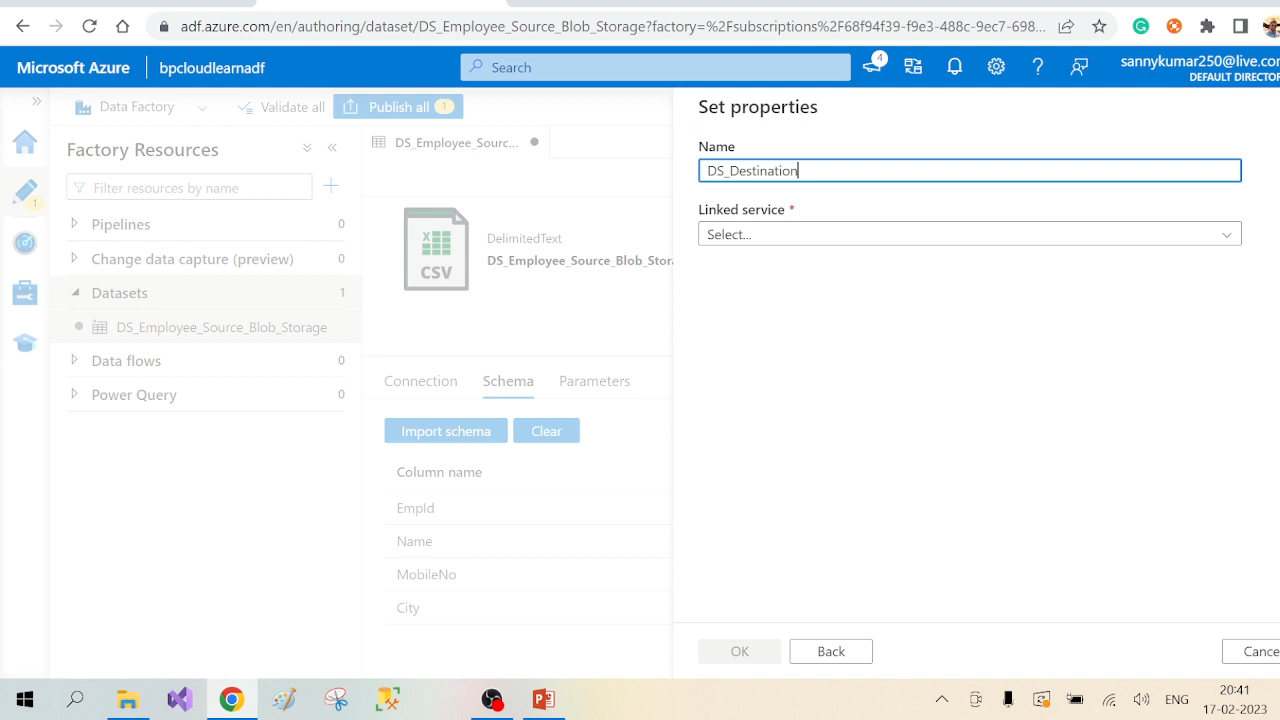 adf.azure.com/en/authoring/dataset/DS_Employee_Source_Blob_Storage?factory=%2Fsubscriptions%2F68f94f39-f9e3-488c-9ec7-698...
Microsoft Azure
bpcloudlearnadf
Search
4
sannykumar250@live.com
DEFAULT DIRECTOR
Data Factory
Validate all
Publish all 1
Set properties
Factory Resources
DS_Employee_Sourc...
Name
DS_Destination
Filter resources by name
1
Linked service *
Select...
Pipelines 0
Change data capture (preview) 0
Datasets 1
DS_Employee_Source_Blob_Storage
Data flows 0
Power Query 0
X
CSV
DelimitedText
DS_Employee_Source_Blob_Stora
Connection
Schema
Parameters
Import schema
Clear
Column name
EmpId
Name
MobileNo
City
OK
Back
Cance
ENG
20:41
17-02-2023